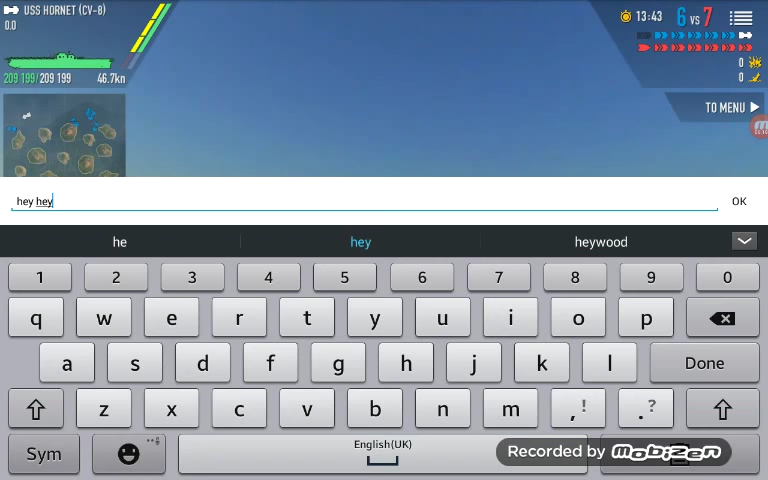 USS HORNET (CV-8)
0.0
209 199/209 199 46.7kn
13:43 6 VS 7
0
0
TO MENU
hey hey OK
he hey heywood
1 2 3 4 5 6 7 8 9 0
q w e r t y u i o p
a s d f g h j k l Done
z x c v b n m , ! . ?
Sym English(UK)
Recorded by MOBIZEN